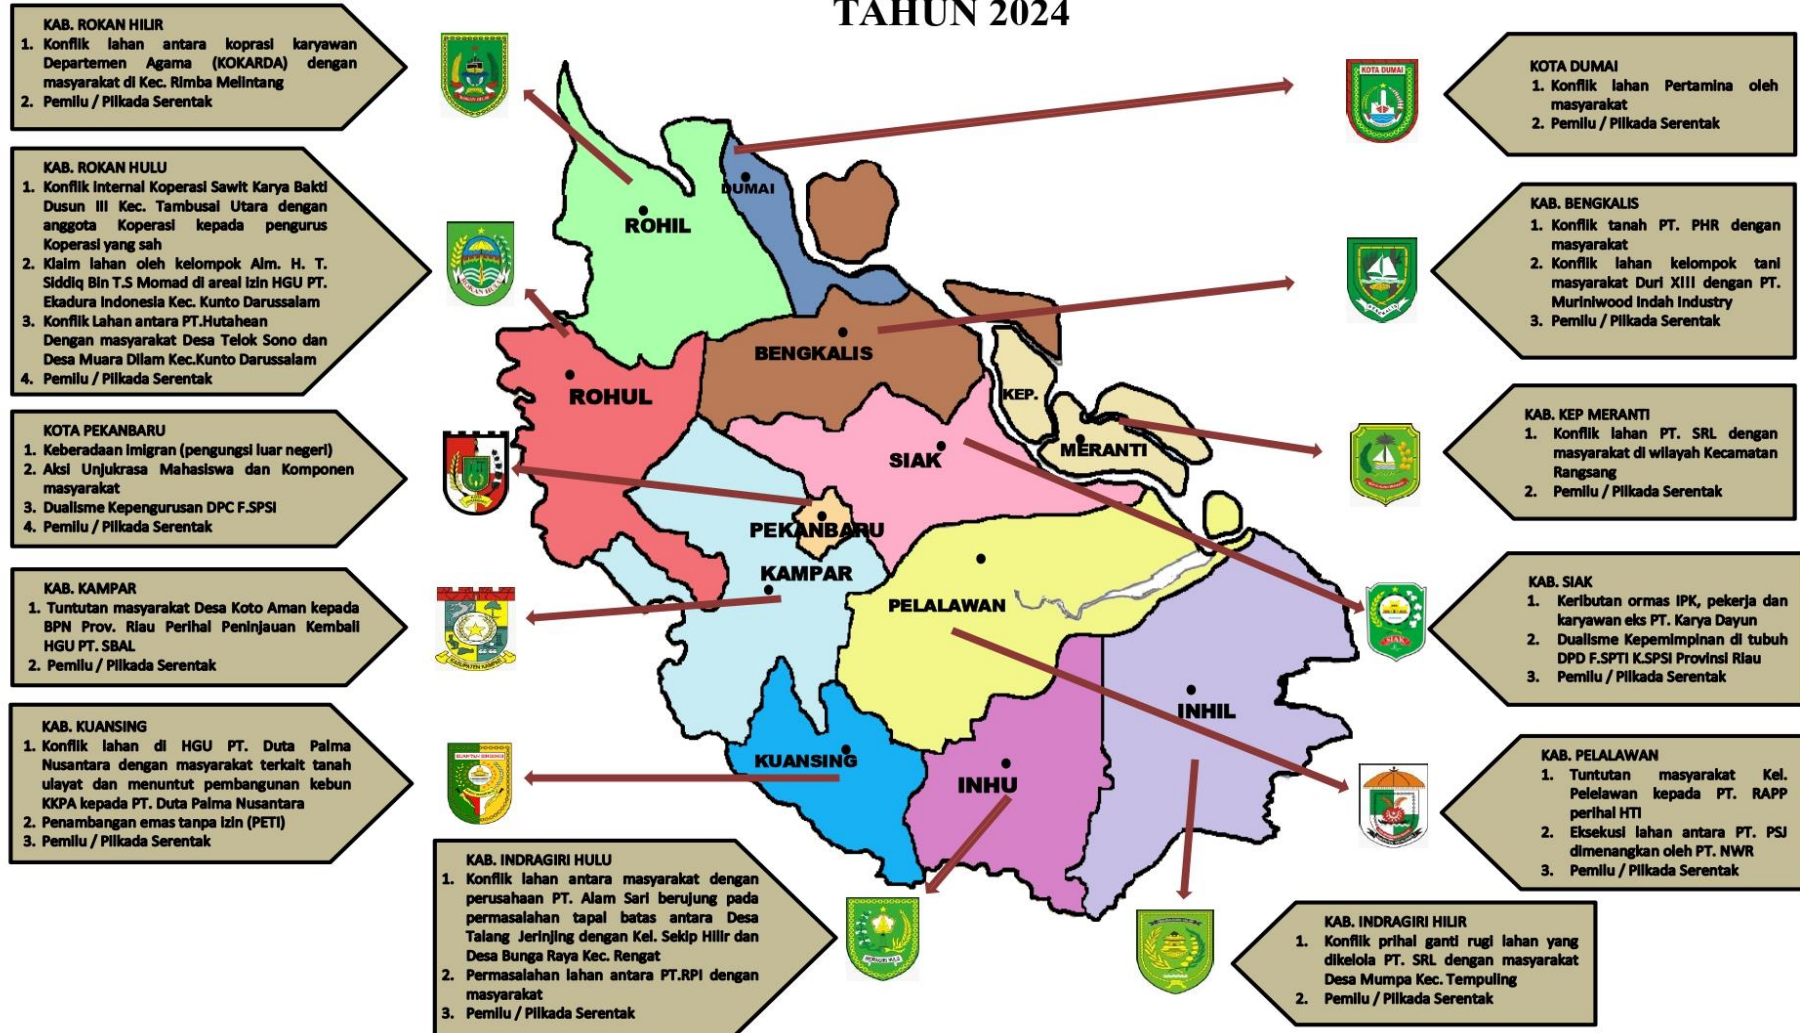 TAHUN 2024
KAB. ROKAN HILIR
1. Konflik lahan antara koprasi karyawan
Departemen Agama (KOKARDA) dengan
masyarakat di Kec. Rimba Melintang
2. Pemilu / Pilkada Serentak
KAB. ROKAN HULU
1. Konflik Internal Koperasi Sawit Karya Bakti
Dusun III Kec. Tambusai Utara dengan
anggota Koperasi kepada pengurus
Koperasi yang sah
2. Klaim lahan oleh kelompok Alm. H. T.
Siddiq Bin T.S Momad di areal izin HGU PT.
Ekadura Indonesia Kec. Kunto Darussalam
3. Konflik Lahan antara PT.Hutahean
Dengan masyarakat Desa Telok Sono dan
Desa Muara Dilam Kec.Kunto Darussalam
4. Pemilu / Pilkada Serentak
KOTA PEKANBARU
1. Keberadaan imigran (pengungsi luar negeri)
2. Aksi Unjukrasa Mahasiswa dan Komponen
masyarakat
3. Dualisme Kepengurusan DPC F.SPSI
4. Pemilu / Pilkada Serentak
KAB. KAMPAR
1. Tuntutan masyarakat Desa Koto Aman kepada
BPN Prov. Riau Perihal Peninjauan Kembali
HGU PT. SBAL
2. Pemilu / Pilkada Serentak
KAB. KUANSING
1. Konflik lahan di HGU PT. Duta Palma
Nusantara dengan masyarakat terkait tanah
ulayat dan menuntut pembangunan kebun
KKPA kepada PT. Duta Palma Nusantara
2. Penambangan emas tanpa izin (PETI)
3. Pemilu / Pilkada Serentak
KAB. INDRAGIRI HULU
1. Konflik lahan antara masyarakat dengan
perusahaan PT. Alam Sari berujung pada
permasalahan tapal batas antara Desa
Talang Jerinjing dengan Kel. Sekip Hilir dan
Desa Bunga Raya Kec. Rengat
2. Permasalahan lahan antara PT.RPI dengan
masyarakat
3. Pemilu / Pilkada Serentak
ROHIL
DUMAI
BENGKALIS
ROHUL
KEP.
MERANTI
SIAK
PEKANBARU
KAMPAR
PELALAWAN
KUANSING
INHU
INHIL
KOTA DUMAI
KOTA DUMAI
1. Konflik lahan Pertamina oleh
masyarakat
2. Pemilu / Pilkada Serentak
KAB. BENGKALIS
1. Konflik tanah PT. PHR dengan
masyarakat
2. Konflik lahan kelompok tani
masyarakat Duri XIII dengan PT.
Muriniwood Indah Industry
3. Pemilu / Pilkada Serentak
KAB. KEP MERANTI
1. Konflik lahan PT. SRL dengan
masyarakat di wilayah Kecamatan
Rangsang
2. Pemilu / Pilkada Serentak
SIAK
KAB. SIAK
1. Keributan ormas IPK, pekerja dan
karyawan eks PT. Karya Dayun
2. Dualisme Kepemimpinan di tubuh
DPD F.SPTI K.SPSI Provinsi Riau
3. Pemilu / Pilkada Serentak
KAB. PELALAWAN
1. Tuntutan masyarakat Kel.
Pelelawan kepada PT. RAPP
perihal HTI
2. Eksekusi lahan antara PT. PSJ
dimenangkan oleh PT. NWR
3. Pemilu / Pilkada Serentak
KAB. INDRAGIRI HILIR
1. Konflik prihal ganti rugi lahan yang
dikelola PT. SRL dengan masyarakat
Desa Mumpa Kec. Tempuling
2. Pemilu / Pilkada Serentak
ROKAN HULU
KABUPATEN KAMPAR
INDRAGIRI HULU